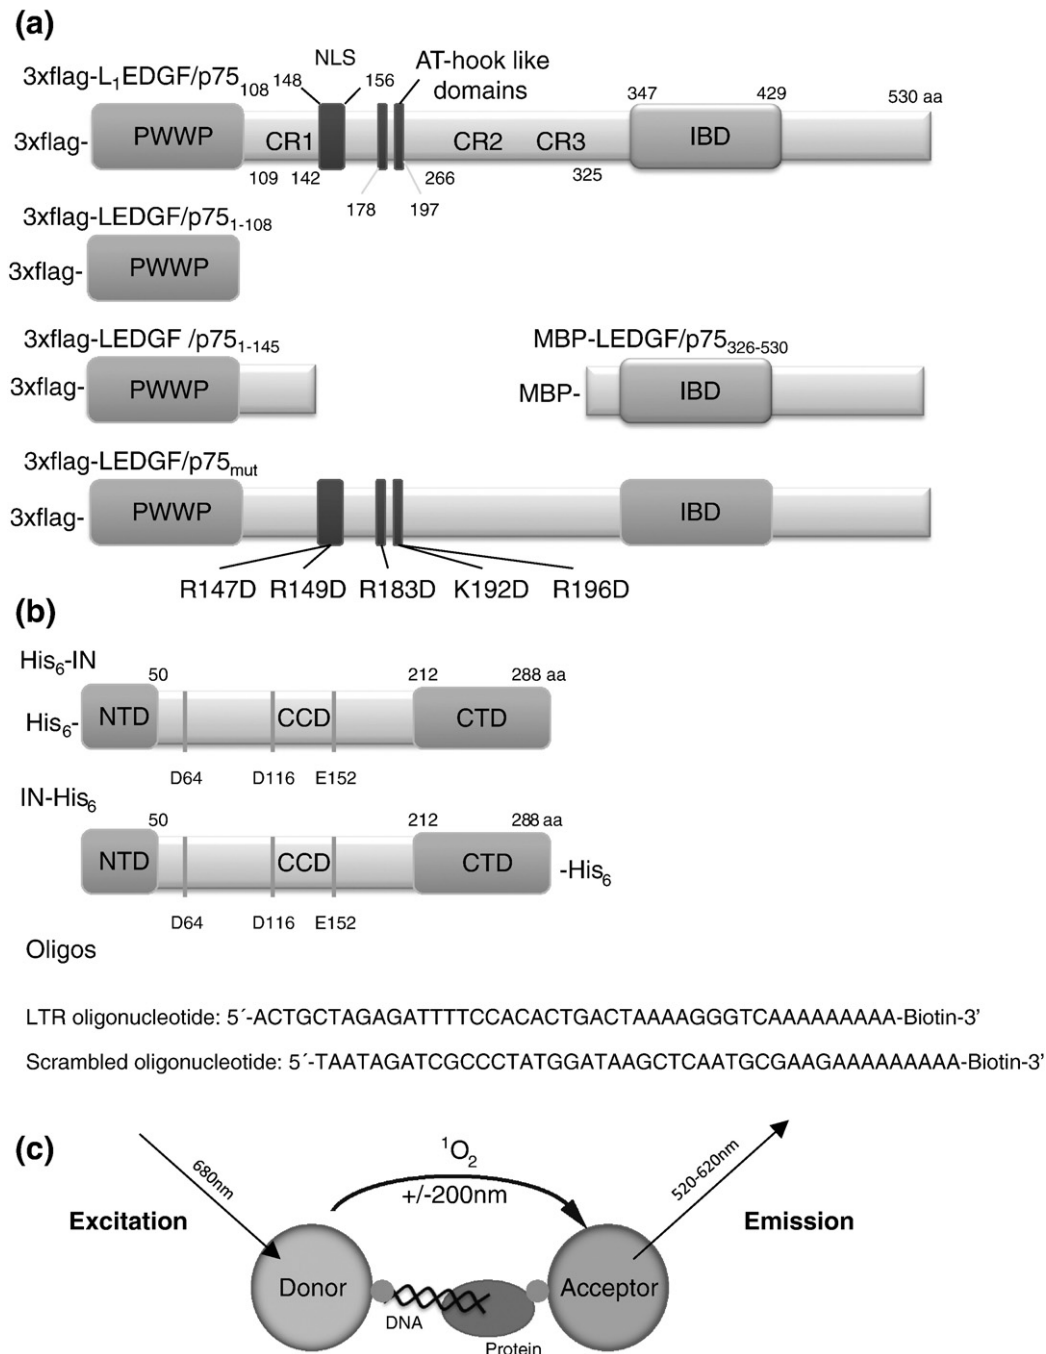 (a)
NLS
3xflag-L₁EDGF/p75₁₀₈ 148 156 AT-hook like domains 347 429 530 aa
3xflag- PWWP CR1 CR2 CR3 IBD
109 142 266 325
178 197
3xflag-LEDGF/p75₁₋₁₀₈
3xflag- PWWP
3xflag-LEDGF /p75₁₋₁₄₅ MBP-LEDGF/p75₃₂₆₋₅₃₀
3xflag- PWWP MBP- IBD
3xflag-LEDGF/p75mut
3xflag- PWWP IBD
R147D R149D R183D K192D R196D
(b)
His₆-IN 50 212 288 aa
His₆- NTD CCD CTD
D64 D116 E152
IN-His₆ 50 212 288 aa
NTD CCD CTD -His₆
D64 D116 E152
Oligos
LTR oligonucleotide: 5´-ACTGCTAGAGATTTTCCACACTGACTAAAAGGGTCAAAAAAAAA-Biotin-3’
Scrambled oligonucleotide: 5´-TAATAGATCGCCCTATGGATAAGCTCAATGCGAAGAAAAAAAAA-Biotin-3’
(c)
680nm ¹O₂ 520-620nm
+/-200nm
Excitation Emission
Donor Acceptor
DNA
Protein